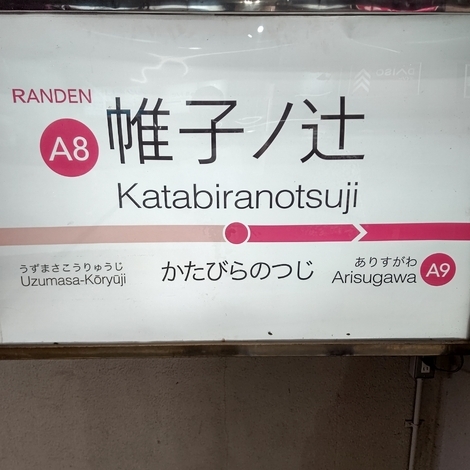 RANDEN
A8
帷子ノ辻
Katabiranotsuji
うずまさこうりゅうじ
Uzumasa-Kōryūji
かたびらのつじ
ありすがわ
Arisugawa
A9